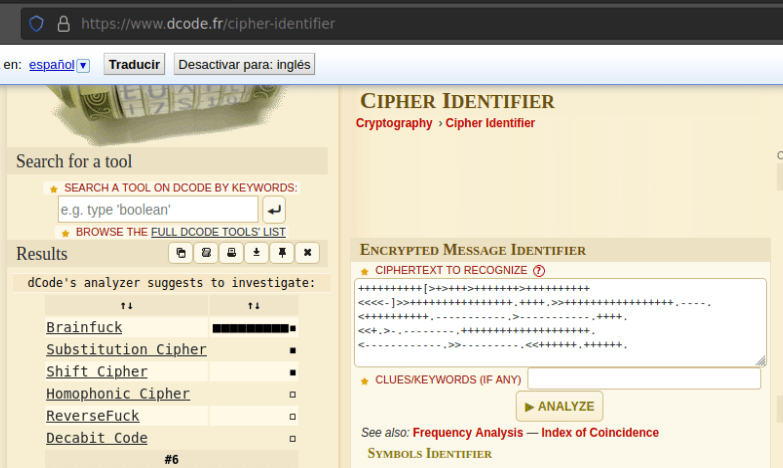 https://www.dcode.fr/cipher-identifier
en: español Traducir Desactivar para: inglés
CIPHER IDENTIFIER
Cryptography › Cipher Identifier
Search for a tool
SEARCH A TOOL ON DCODE BY KEYWORDS:
e.g. type 'boolean'
BROWSE THE FULL DCODE TOOLS' LIST
Results
dCode's analyzer suggests to investigate:
↑↓ ↑↓
Brainfuck ■■■■■■■■■▪
Substitution Cipher ▪
Shift Cipher ▪
Homophonic Cipher ▫
ReverseFuck ▫
Decabit Code ▫
#6
ENCRYPTED MESSAGE IDENTIFIER
CIPHERTEXT TO RECOGNIZE ?
++++++++++[>+>+++>+++++++>++++++++++
<<<<-]>>++++++++++++++++.++++.>>+++++++++++++++++.----.
<++++++++++.-----------.>-----------.++++.
<<+.>-.--------.++++++++++++++++++++.
<------------.>>---------.<<++++++.++++++.
CLUES/KEYWORDS (IF ANY)
▶ ANALYZE
See also: Frequency Analysis — Index of Coincidence
SYMBOLS IDENTIFIER